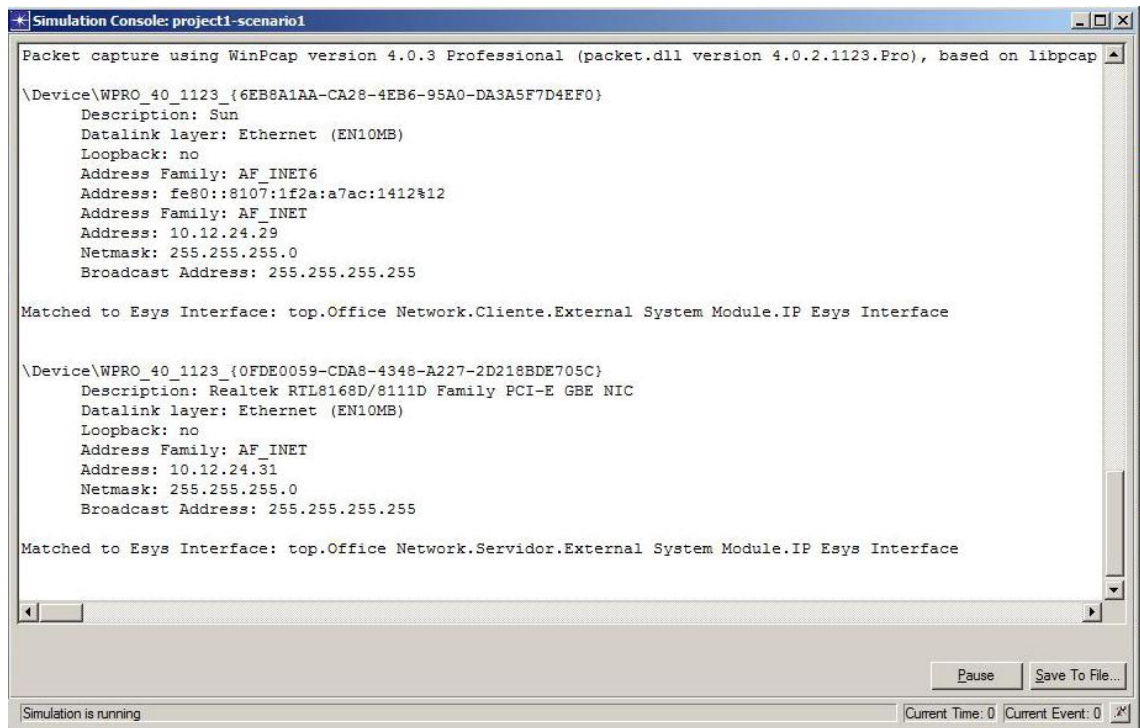 Simulation Console: project1-scenario1
Packet capture using WinPcap version 4.0.3 Professional (packet.dll version 4.0.2.1123.Pro), based on libpcap
\Device\WPRO_40_1123_{6EB8A1AA-CA28-4EB6-95A0-DA3A5F7D4EF0}
Description: Sun
Datalink layer: Ethernet (EN10MB)
Loopback: no
Address Family: AF_INET6
Address: fe80::8107:1f2a:a7ac:1412%12
Address Family: AF_INET
Address: 10.12.24.29
Netmask: 255.255.255.0
Broadcast Address: 255.255.255.255
Matched to Esys Interface: top.Office Network.Cliente.External System Module.IP Esys Interface
\Device\WPRO_40_1123_{0FDE0059-CDA8-4348-A227-2D218BDE705C}
Description: Realtek RTL8168D/8111D Family PCI-E GBE NIC
Datalink layer: Ethernet (EN10MB)
Loopback: no
Address Family: AF_INET
Address: 10.12.24.31
Netmask: 255.255.255.0
Broadcast Address: 255.255.255.255
Matched to Esys Interface: top.Office Network.Servidor.External System Module.IP Esys Interface
Pause Save To File...
Simulation is running Current Time: 0 Current Event: 0